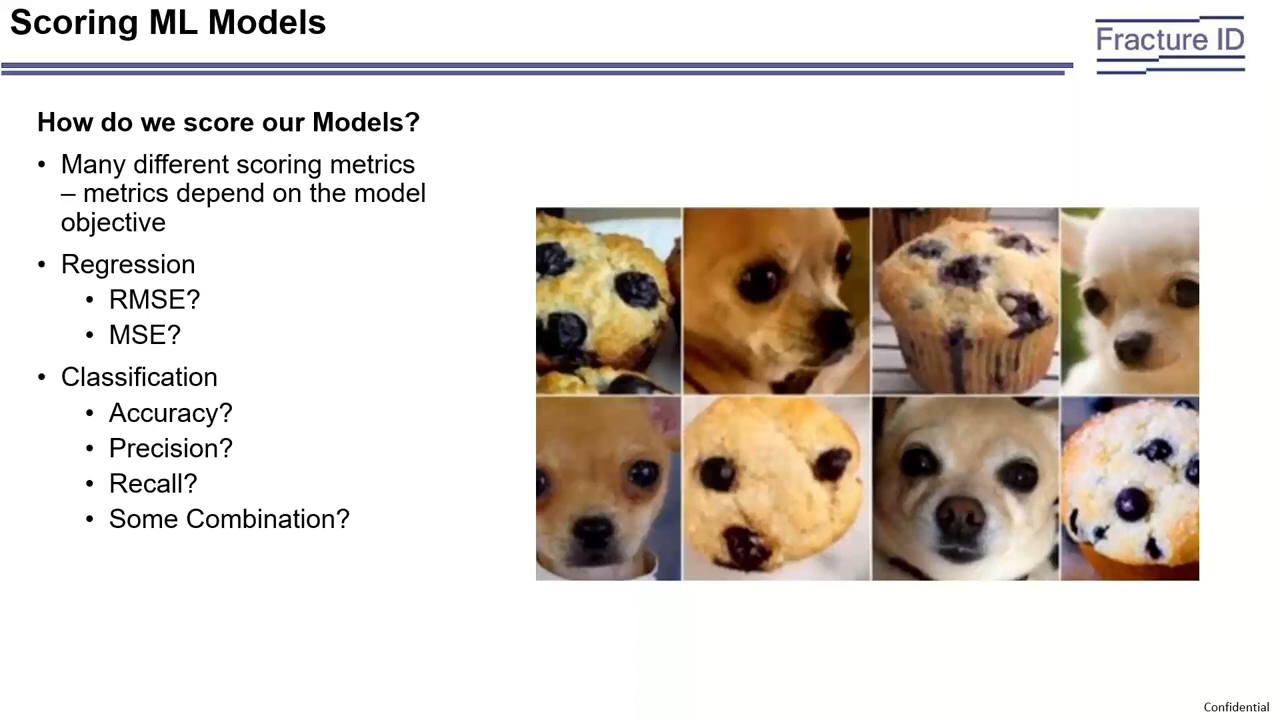 Scoring ML Models
Fracture ID
How do we score our Models?
• Many different scoring metrics
– metrics depend on the model
objective
• Regression
• RMSE?
• MSE?
• Classification
• Accuracy?
• Precision?
• Recall?
• Some Combination?
Confidential